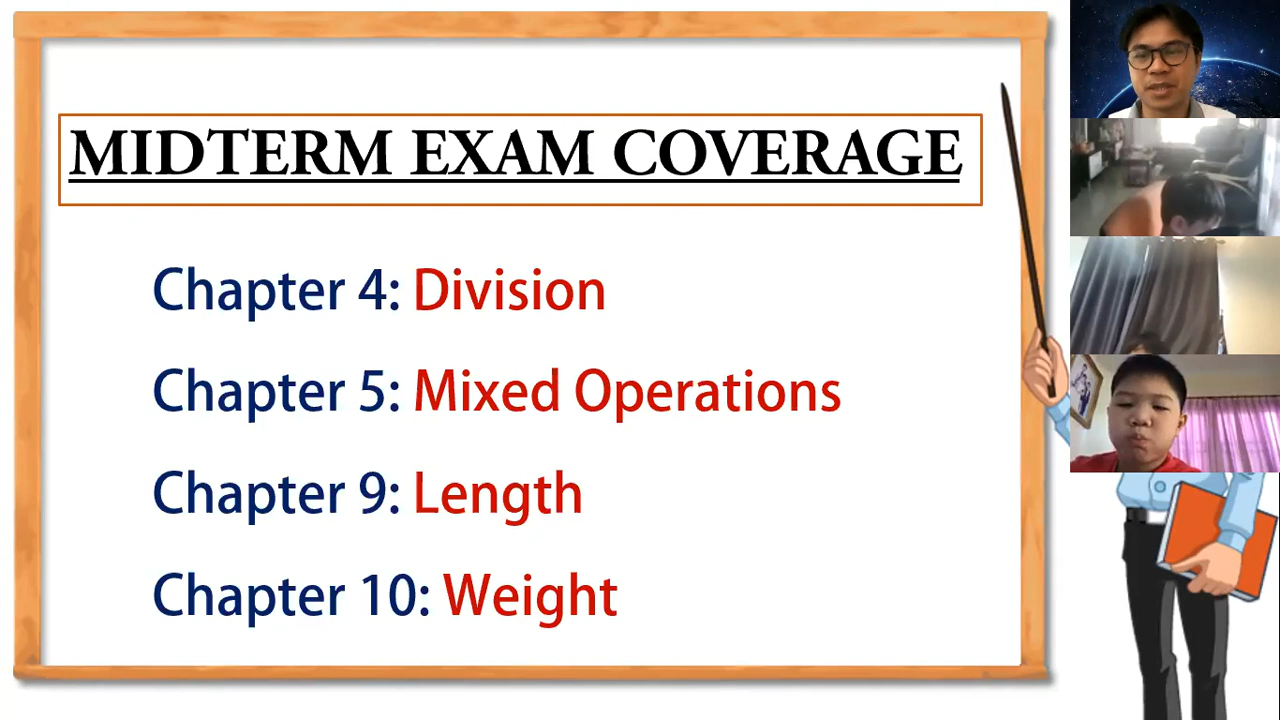 MIDTERM EXAM COVERAGE
Chapter 4: Division
Chapter 5: Mixed Operations
Chapter 9: Length
Chapter 10: Weight